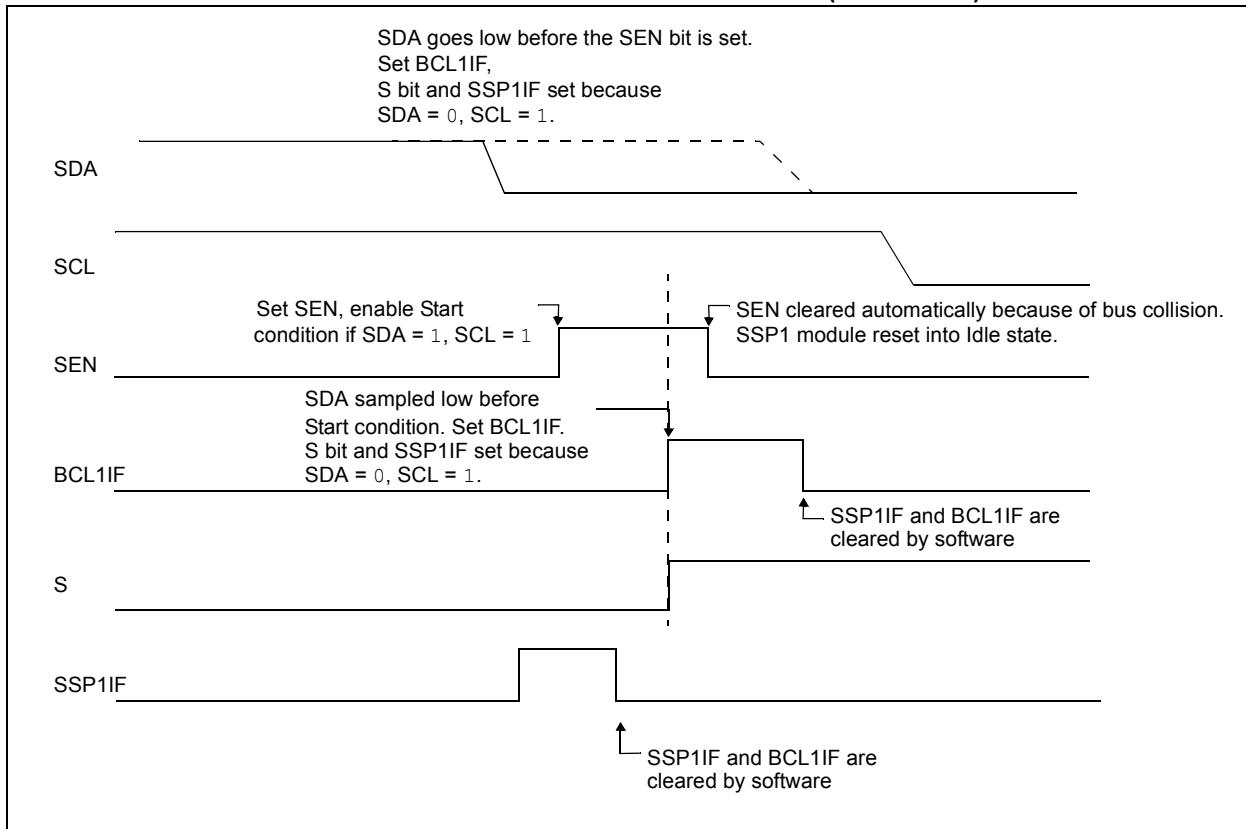 SDA goes low before the SEN bit is set.
Set BCL1IF,
S bit and SSP1IF set because
SDA = 0, SCL = 1.
SDA
SCL
Set SEN, enable Start
condition if SDA = 1, SCL = 1
SEN cleared automatically because of bus collision.
SSP1 module reset into Idle state.
SEN
SDA sampled low before
Start condition. Set BCL1IF.
S bit and SSP1IF set because
SDA = 0, SCL = 1.
BCL1IF
SSP1IF and BCL1IF are
cleared by software
S
SSP1IF
SSP1IF and BCL1IF are
cleared by software